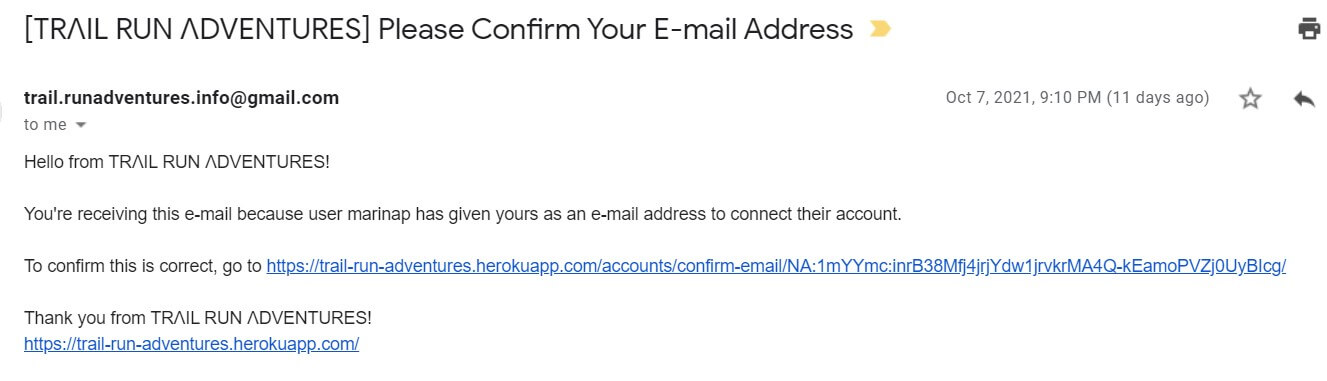 [TRΛIL RUN ΛDVENTURES] Please Confirm Your E-mail Address
trail.runadventures.info@gmail.com
Oct 7, 2021, 9:10 PM (11 days ago)
to me
Hello from TRΛIL RUN ΛDVENTURES!
You're receiving this e-mail because user marinap has given yours as an e-mail address to connect their account.
To confirm this is correct, go to https://trail-run-adventures.herokuapp.com/accounts/confirm-email/NA:1mYYmc:inrB38Mfj4jrjYdw1jrvkrMA4Q-kEamoPVZj0UyBIcg/
Thank you from TRΛIL RUN ΛDVENTURES!
https://trail-run-adventures.herokuapp.com/